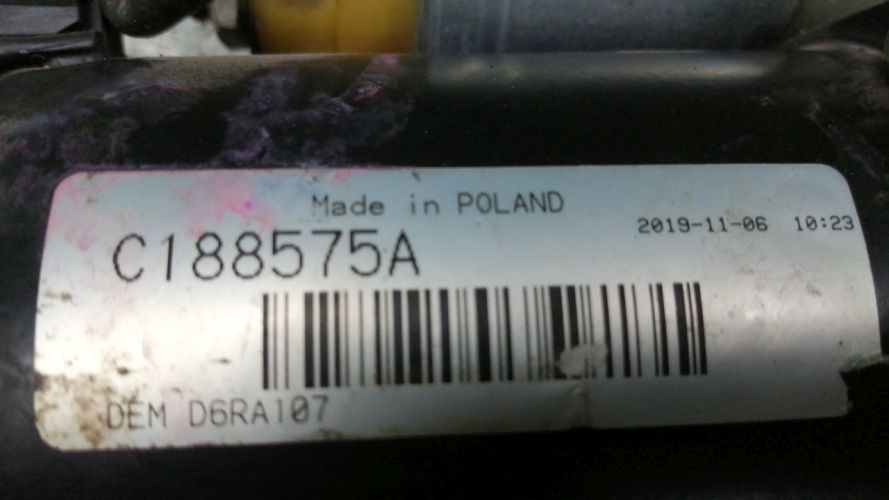 Made in POLAND
2019-11-06 10:23
C188575A
DEM D6RA107